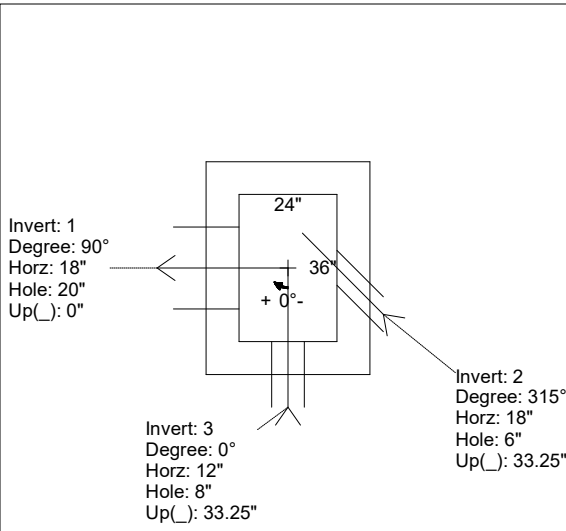 24"
36"
+ 0°-
Invert: 1
Degree: 90°
Horz: 18"
Hole: 20"
Up(_): 0"
Invert: 2
Degree: 315°
Horz: 18"
Hole: 6"
Up(_): 33.25"
Invert: 3
Degree: 0°
Horz: 12"
Hole: 8"
Up(_): 33.25"